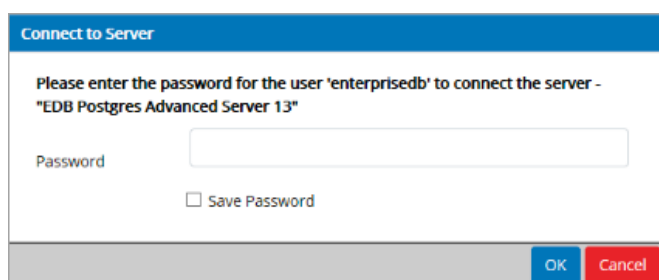 Connect to Server
Please enter the password for the user 'enterprisedb' to connect the server -
"EDB Postgres Advanced Server 13"
Password
Save Password
OK Cancel